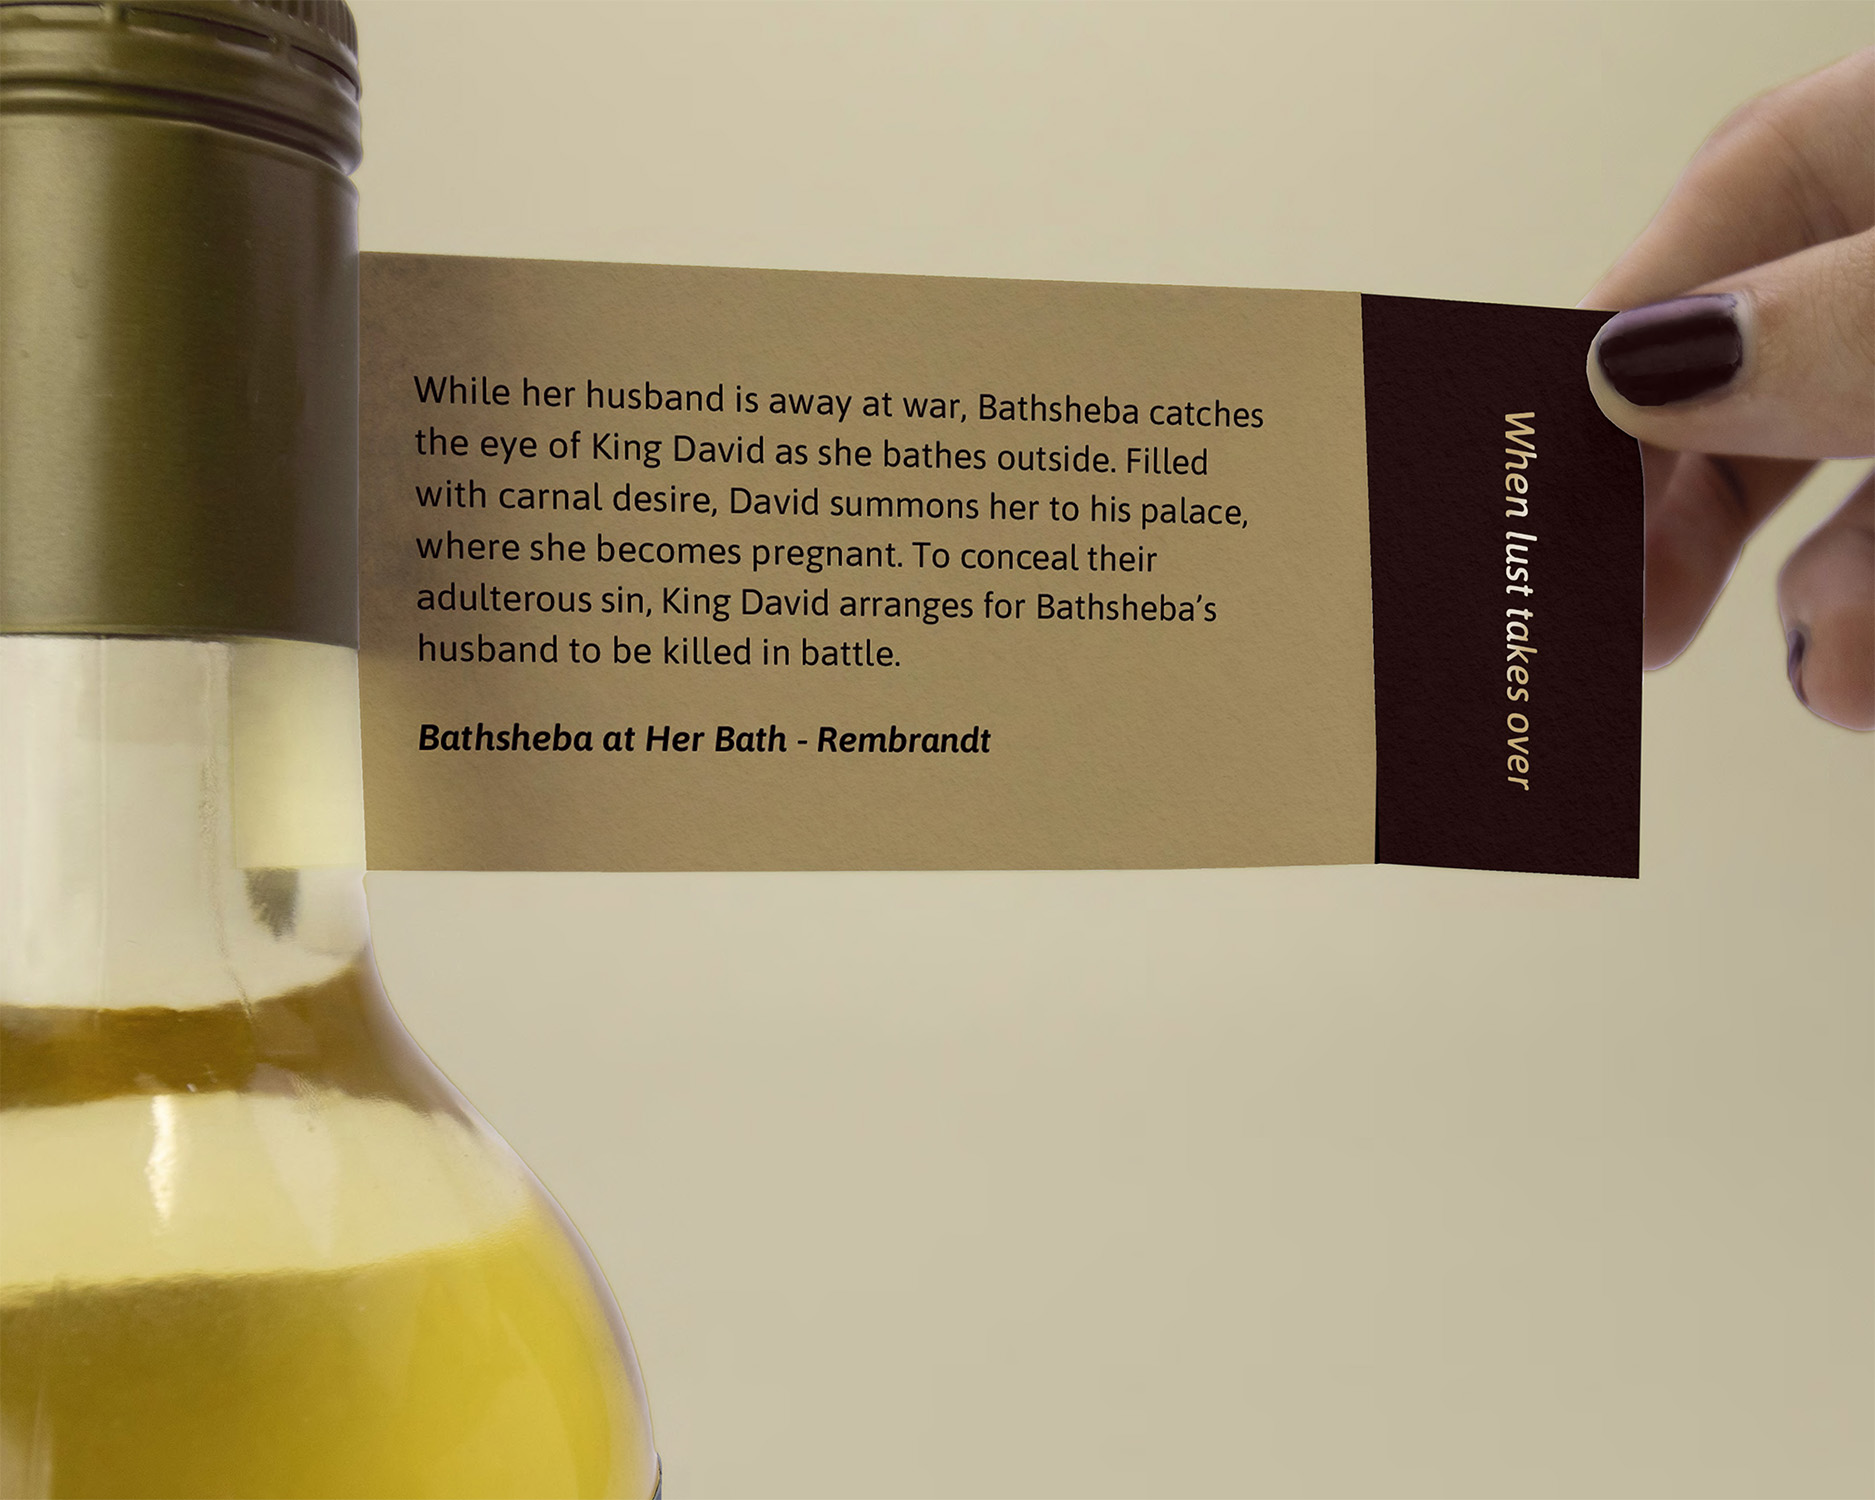 While her husband is away at war, Bathsheba catches
the eye of King David as she bathes outside. Filled
with carnal desire, David summons her to his palace,
where she becomes pregnant. To conceal their
adulterous sin, King David arranges for Bathsheba’s
husband to be killed in battle.
Bathsheba at Her Bath - Rembrandt
When lust takes over